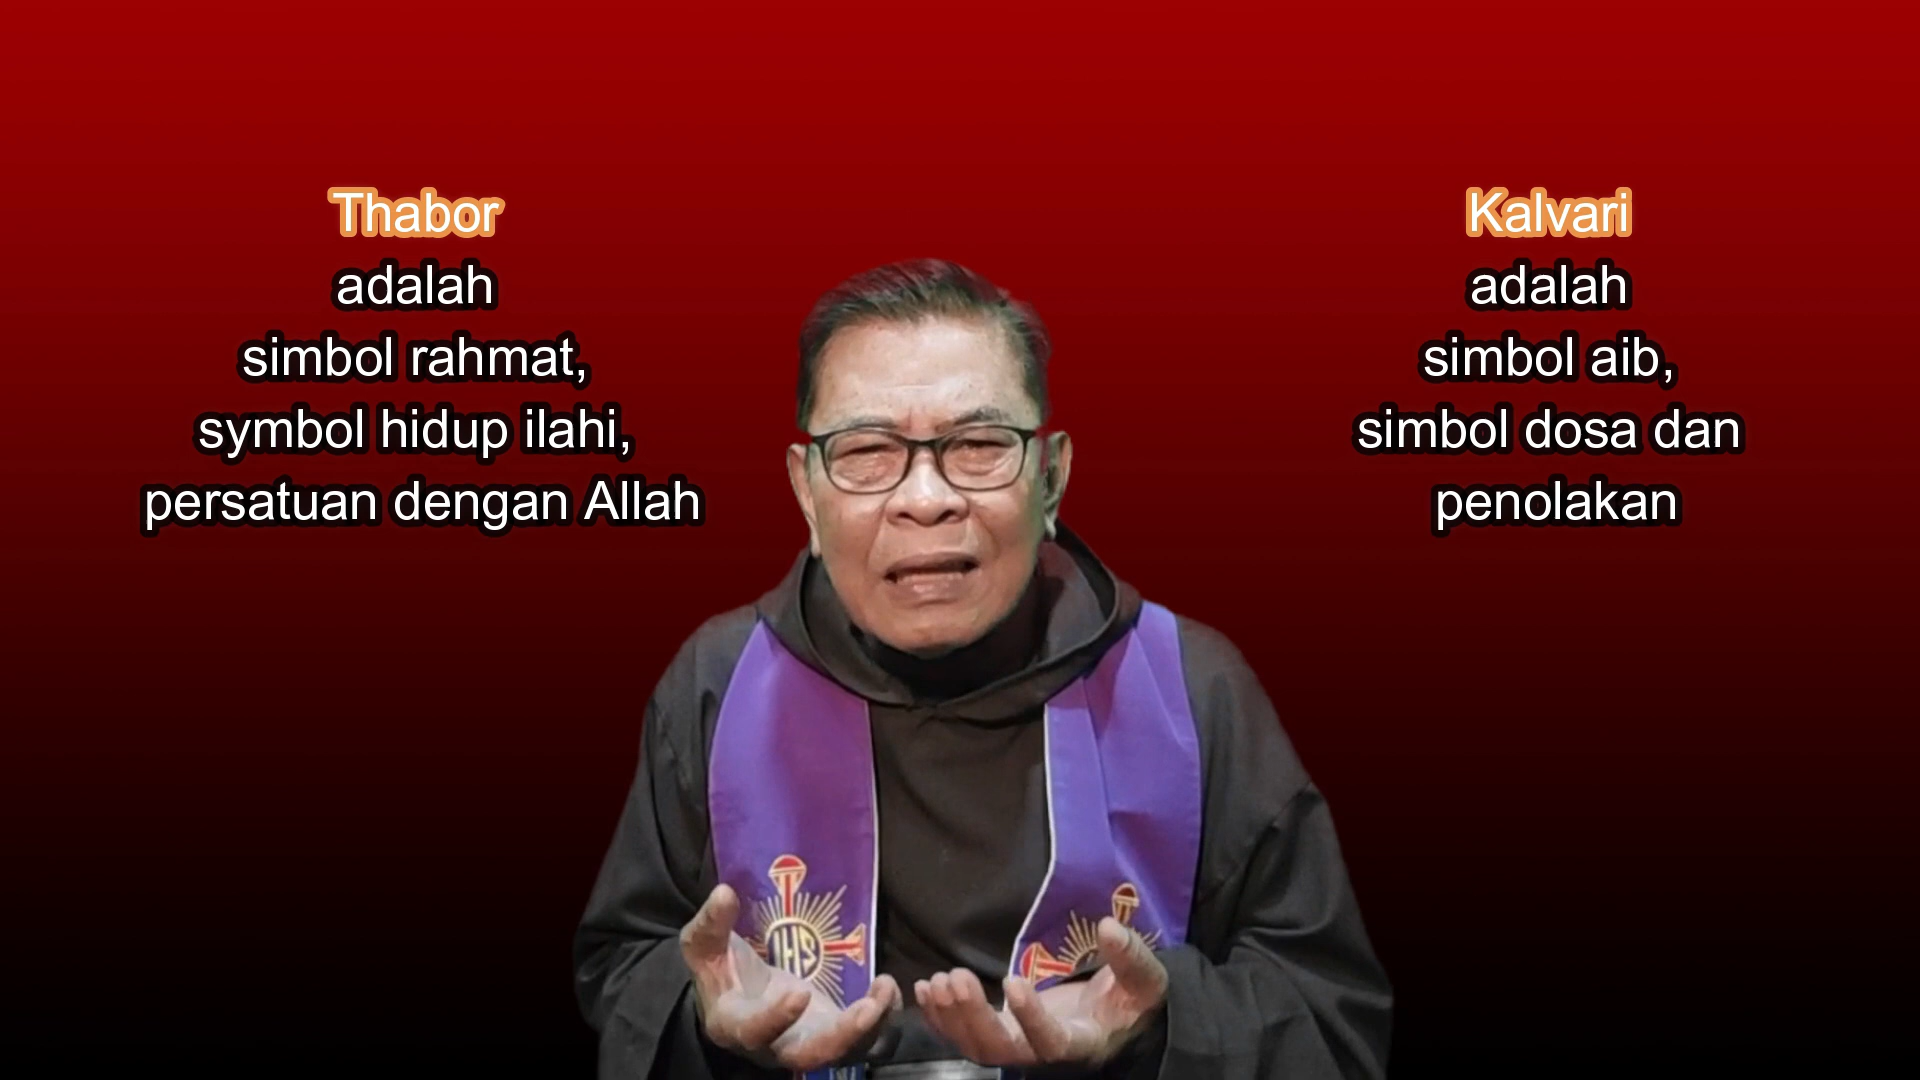 Thabor
adalah
simbol rahmat,
symbol hidup ilahi,
persatuan dengan Allah
Kalvari
adalah
simbol aib,
simbol dosa dan
penolakan
IHS